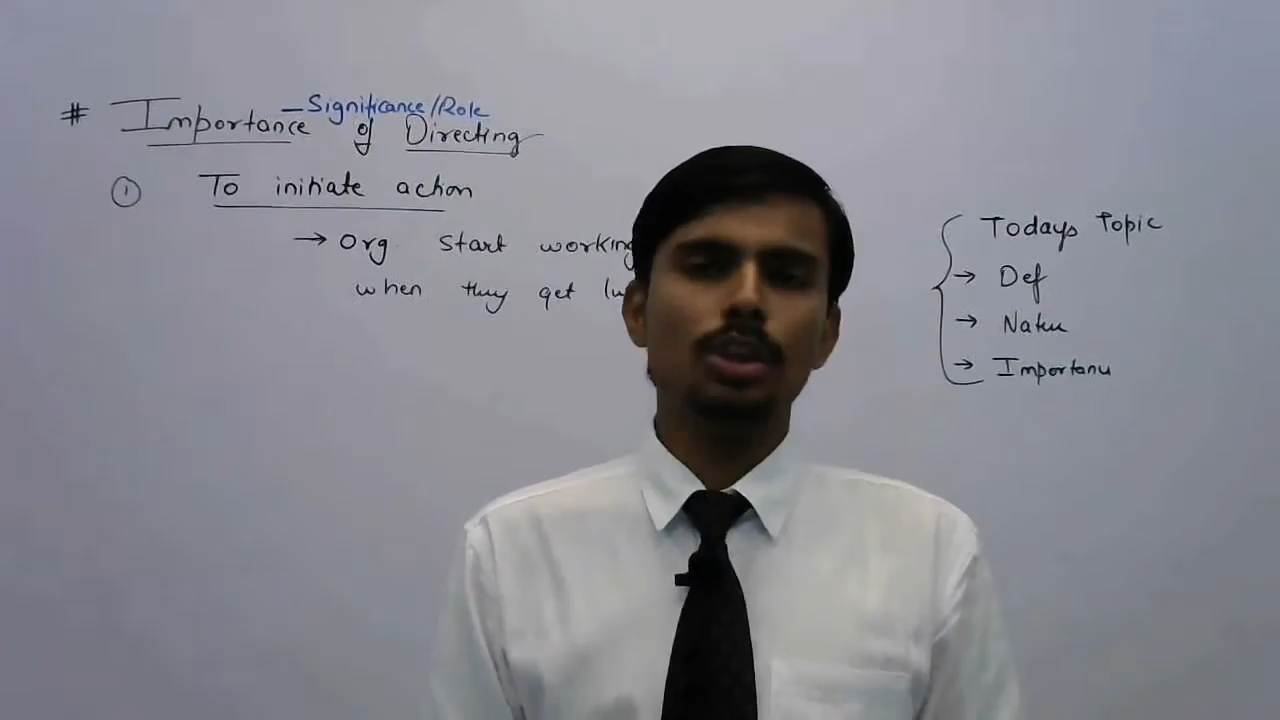 # Importance of Directing
– Significance/Role
① To initiate action
→ Org start working
when they get
Todays Topic
→ Def
→ Natu
→ Importanu